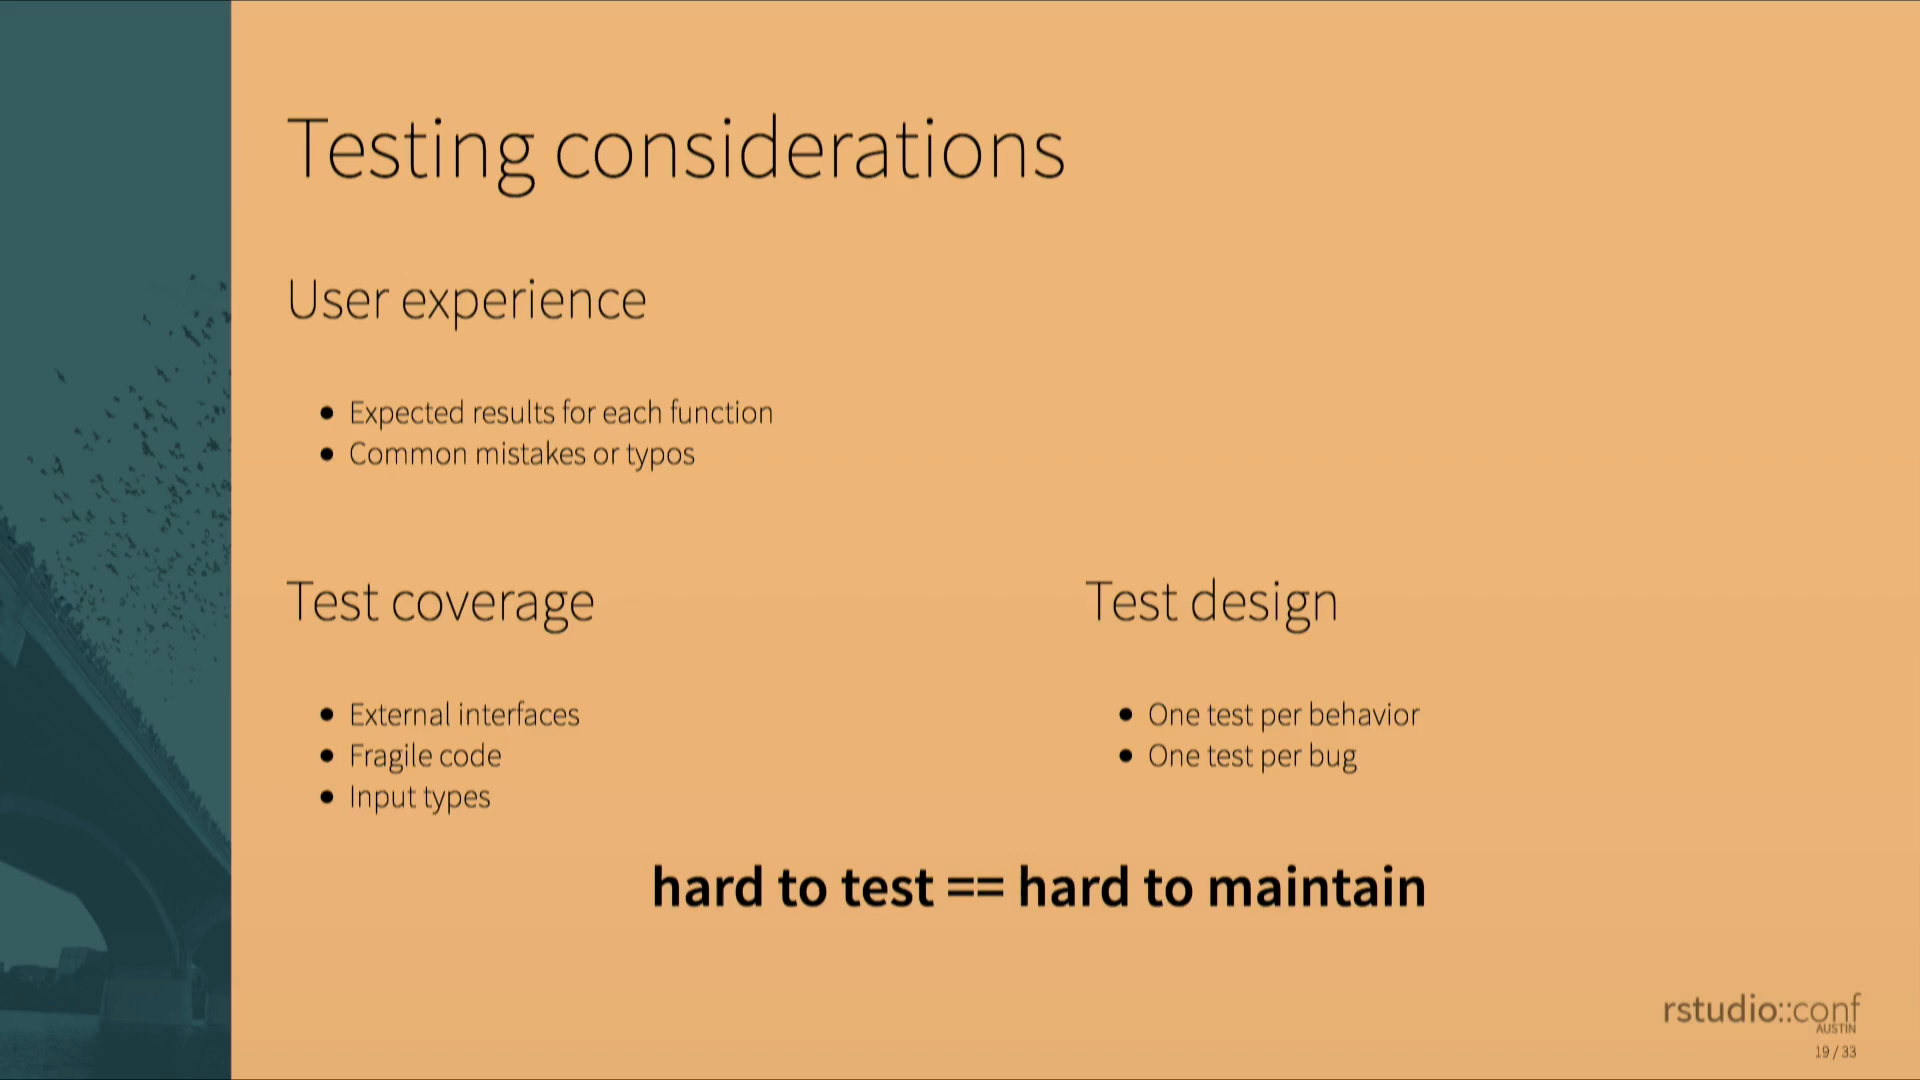 Testing considerations
User experience
Expected results for each function
Common mistakes or typos
Test coverage
External interfaces
Fragile code
Input types
Test design
One test per behavior
One test per bug
hard to test == hard to maintain
rstudio::conf
AUSTIN
19 / 33